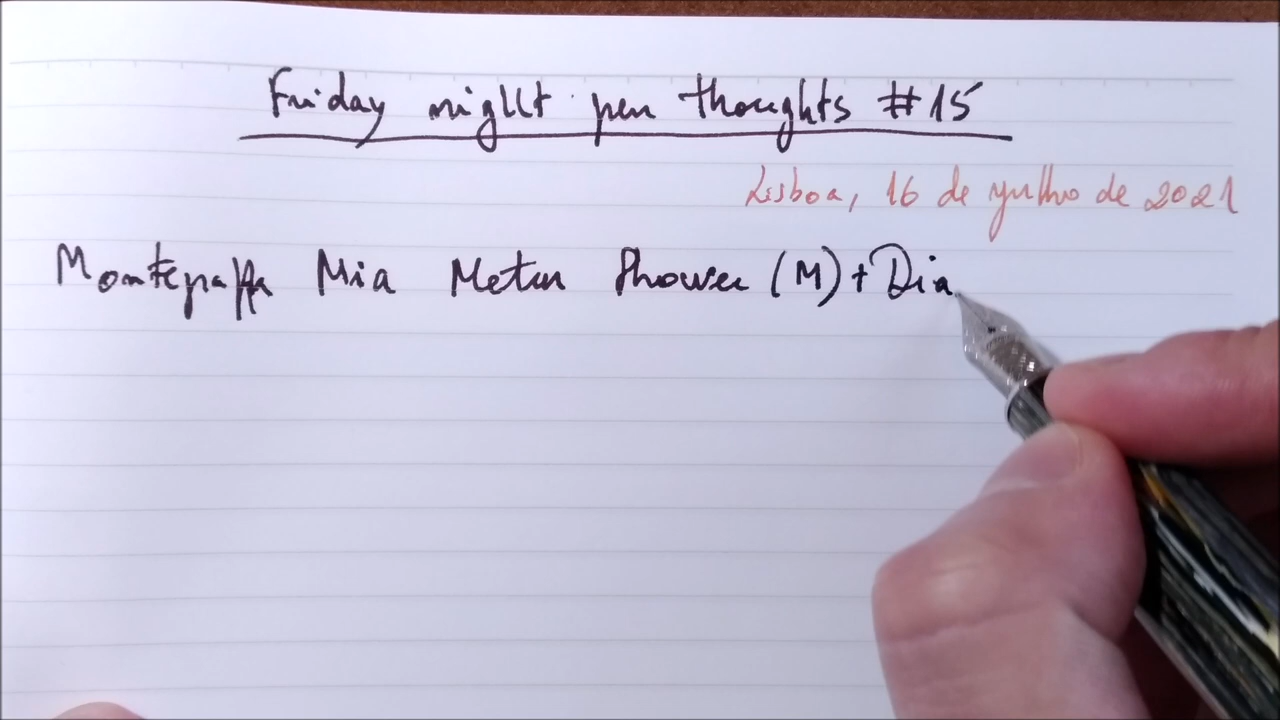 Friday night pen thoughts #15
Lisboa, 16 de julho de 2021
Montegrappa Mia Meteor Shower (M) + Dia